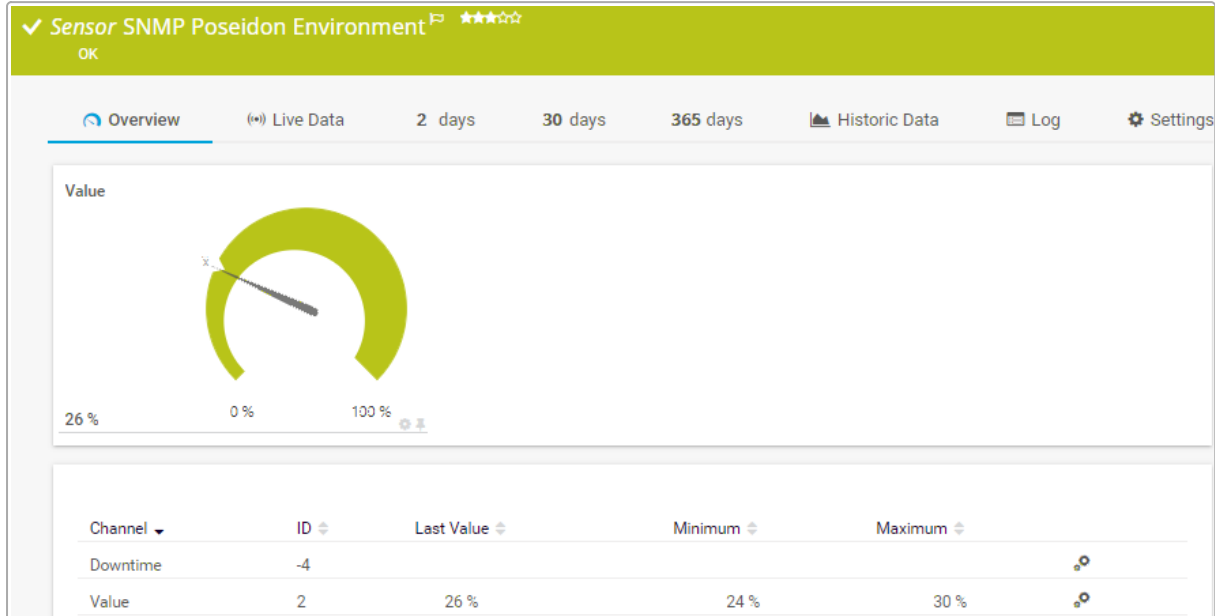 Sensor SNMP Poseidon Environment
OK
Overview Live Data 2 days 30 days 365 days Historic Data Log Settings
Value
x
0 % 100 %
26 %
Channel ID Last Value Minimum Maximum
Downtime -4
Value 2 26 % 24 % 30 %